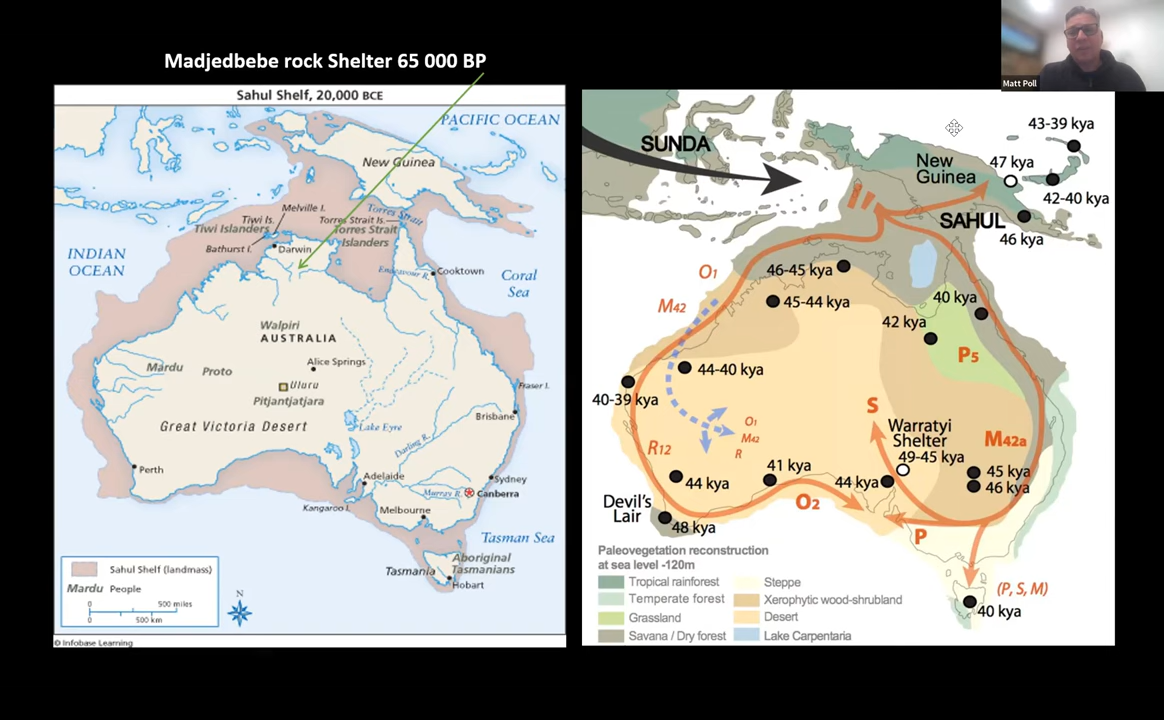 Madjedbebe rock Shelter 65 000 BP
Matt Poll
Sahul Shelf, 20,000 BCE
PACIFIC OCEAN
New Guinea
Melville I.
Tiwi Is.
Torres Strait Is.
Torres Strait
Tiwi Islanders
Torres Strait
Islanders
Bathurst I.
Darwin
INDIAN
OCEAN
Endeavour R.
Cooktown
Coral
Sea
Walpiri
AUSTRALIA
Alice Springs
Mardu
Proto
Uluru
Pitjantjatjara
Fraser I.
Brisbane
Great Victoria Desert
Lake Eyre
Darling R.
Perth
Adelaide
Sydney
Murray R.
Canberra
Kangaroo I.
Melbourne
Tasman Sea
Aboriginal
Tasmanians
Tasmania
Hobart
Sahul Shelf (landmass)
Mardu People
0 500 miles
0 500 km
N
© Infobase Learning
SUNDA
43-39 kya
New
Guinea
47 kya
42-40 kya
SAHUL
46 kya
O1
46-45 kya
M42
45-44 kya
40 kya
42 kya
P5
44-40 kya
40-39 kya
S
O1
M42
R
Warratyi
Shelter
49-45 kya
M42a
R12
41 kya
45 kya
44 kya
44 kya
46 kya
Devil's
Lair
O2
48 kya
P
Paleovegetation reconstruction
at sea level -120m
Tropical rainforest
Steppe
Temperate forest
Xerophytic wood-shrubland
Grassland
Desert
Savana / Dry forest
Lake Carpentaria
(P, S, M)
40 kya